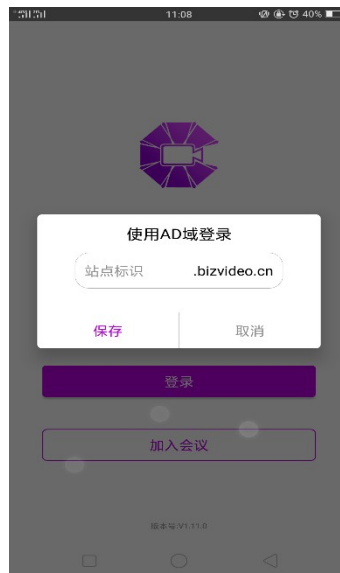 11:08
40%
使用AD域登录
站点标识 .bizvideo.cn
保存 取消
登录
加入会议
版本号:V1.11.0